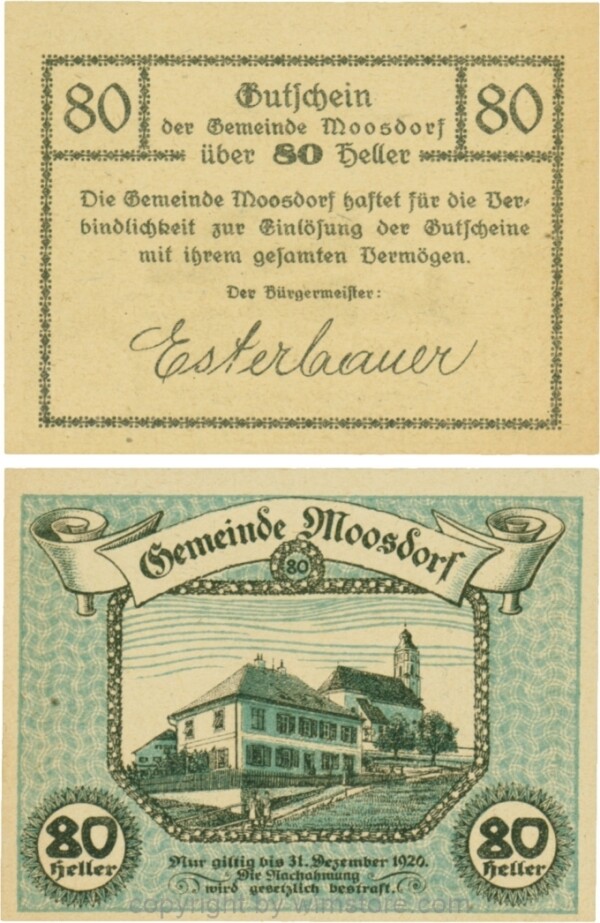 80
Gutschein
80
der Gemeinde Moosdorf
über 80 Heller
Die Gemeinde Moosdorf haftet für die Ver-
bindlichkeit zur Einlösung der Gutscheine
mit ihrem gesamten Vermögen.
Der Bürgermeister:
Esterbauer
Gemeinde Moosdorf
80
80
Heller
80
Heller
Nur giltig bis 31. Dezember 1920.
Die Nachahmung
wird gesetzlich bestraft.
copyright by wimstore.com